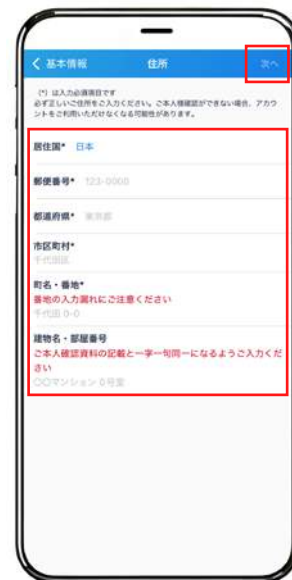 基本情報 住所 次へ
(*) は入力必須項目です
必ず正しいご住所をご入力ください。ご本人様確認ができない場合、アカウ
ントをご利用いただけなくなる可能性があります。
居住国* 日本
郵便番号* 123-0000
都道府県* 東京都
市区町村*
千代田区
町名・番地*
番地の入力漏れにご注意ください
千代田 0-0
建物名・部屋番号
ご本人確認資料の記載と一字一句同一になるようご入力くだ
さい
〇〇マンション 0号室